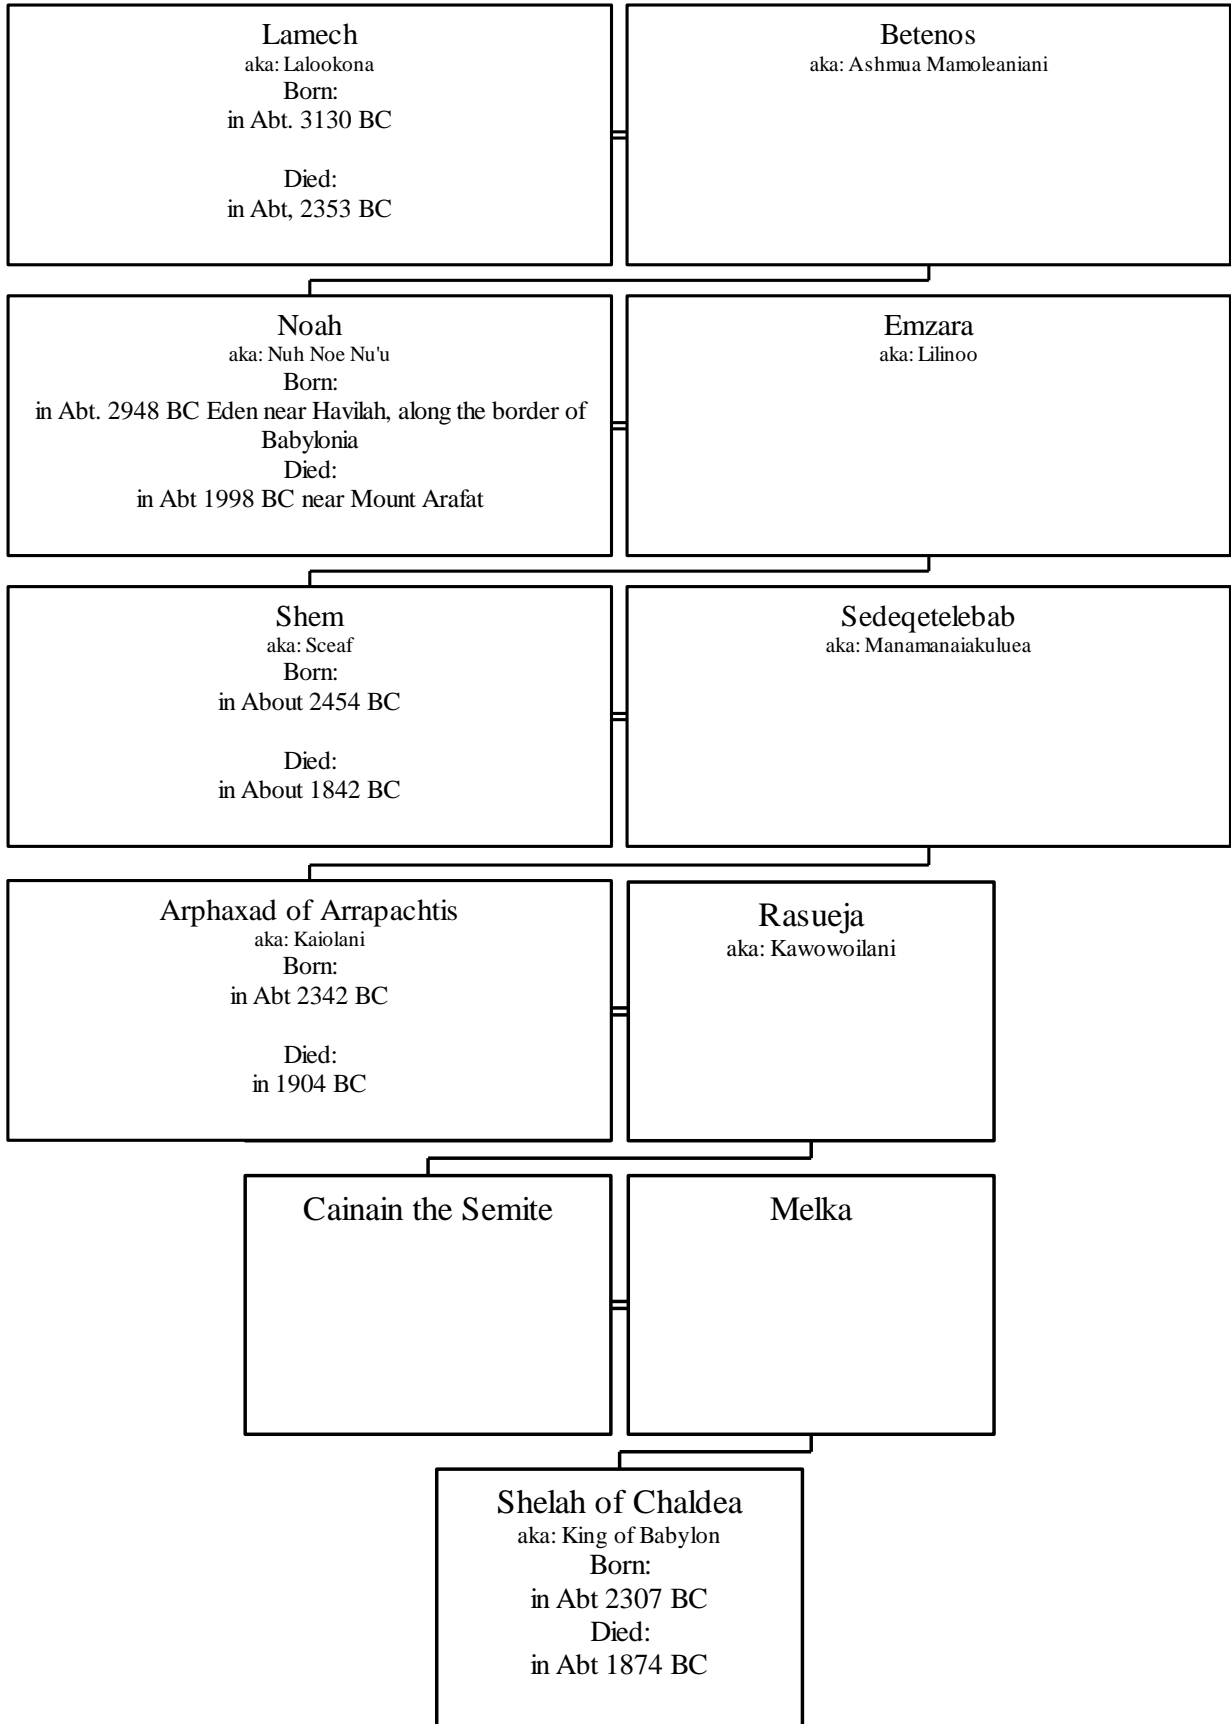 Lamech
aka: Lalookona
Born:
in Abt. 3130 BC
Died:
in Abt, 2353 BC
Betenos
aka: Ashmua Mamoleaniani
Noah
aka: Nuh Noe Nu'u
Born:
in Abt. 2948 BC Eden near Havilah, along the border of
Babylonia
Died:
in Abt 1998 BC near Mount Arafat
Emzara
aka: Lilinoo
Shem
aka: Sceaf
Born:
in About 2454 BC
Died:
in About 1842 BC
Sedeqetelebab
aka: Manamanaiakuluea
Arphaxad of Arrapachtis
aka: Kaiolani
Born:
in Abt 2342 BC
Died:
in 1904 BC
Rasueja
aka: Kawowoilani
Cainain the Semite
Melka
Shelah of Chaldea
aka: King of Babylon
Born:
in Abt 2307 BC
Died:
in Abt 1874 BC